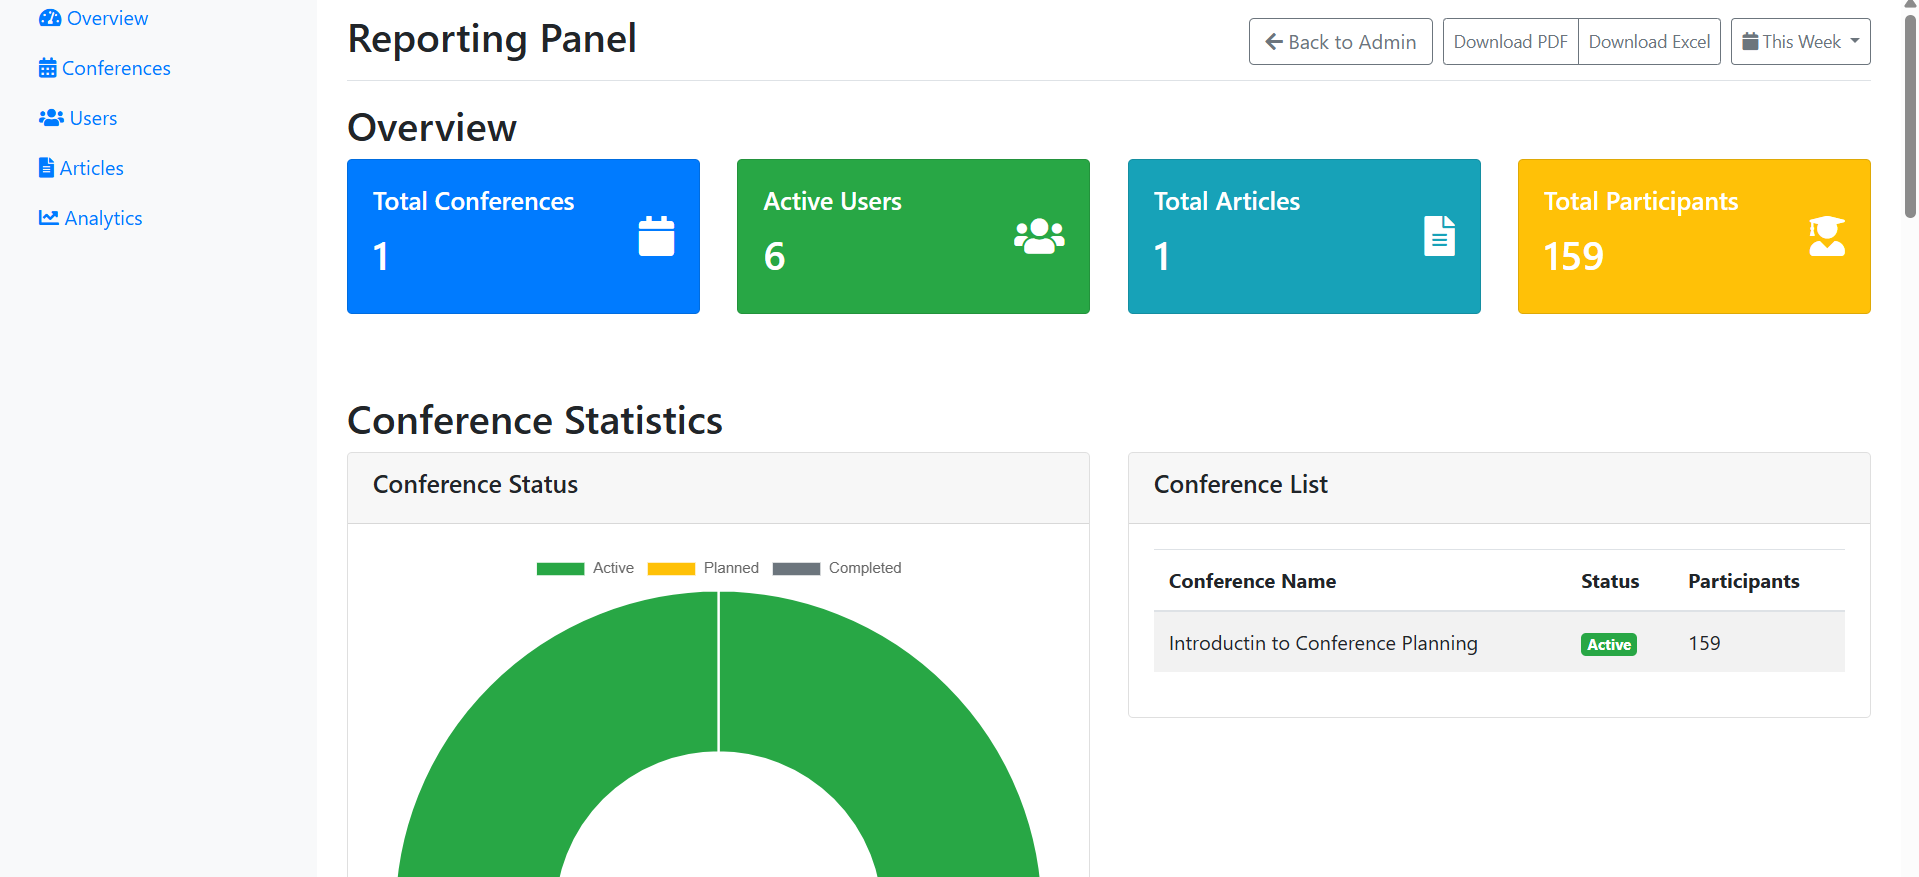 Overview
Conferences
Users
Articles
Analytics
Reporting Panel
Back to Admin
Download PDF
Download Excel
This Week
Overview
Total Conferences
1
Active Users
6
Total Articles
1
Total Participants
159
Conference Statistics
Conference Status
Active
Planned
Completed
Conference List
Conference Name Status Participants
Introductin to Conference Planning Active 159